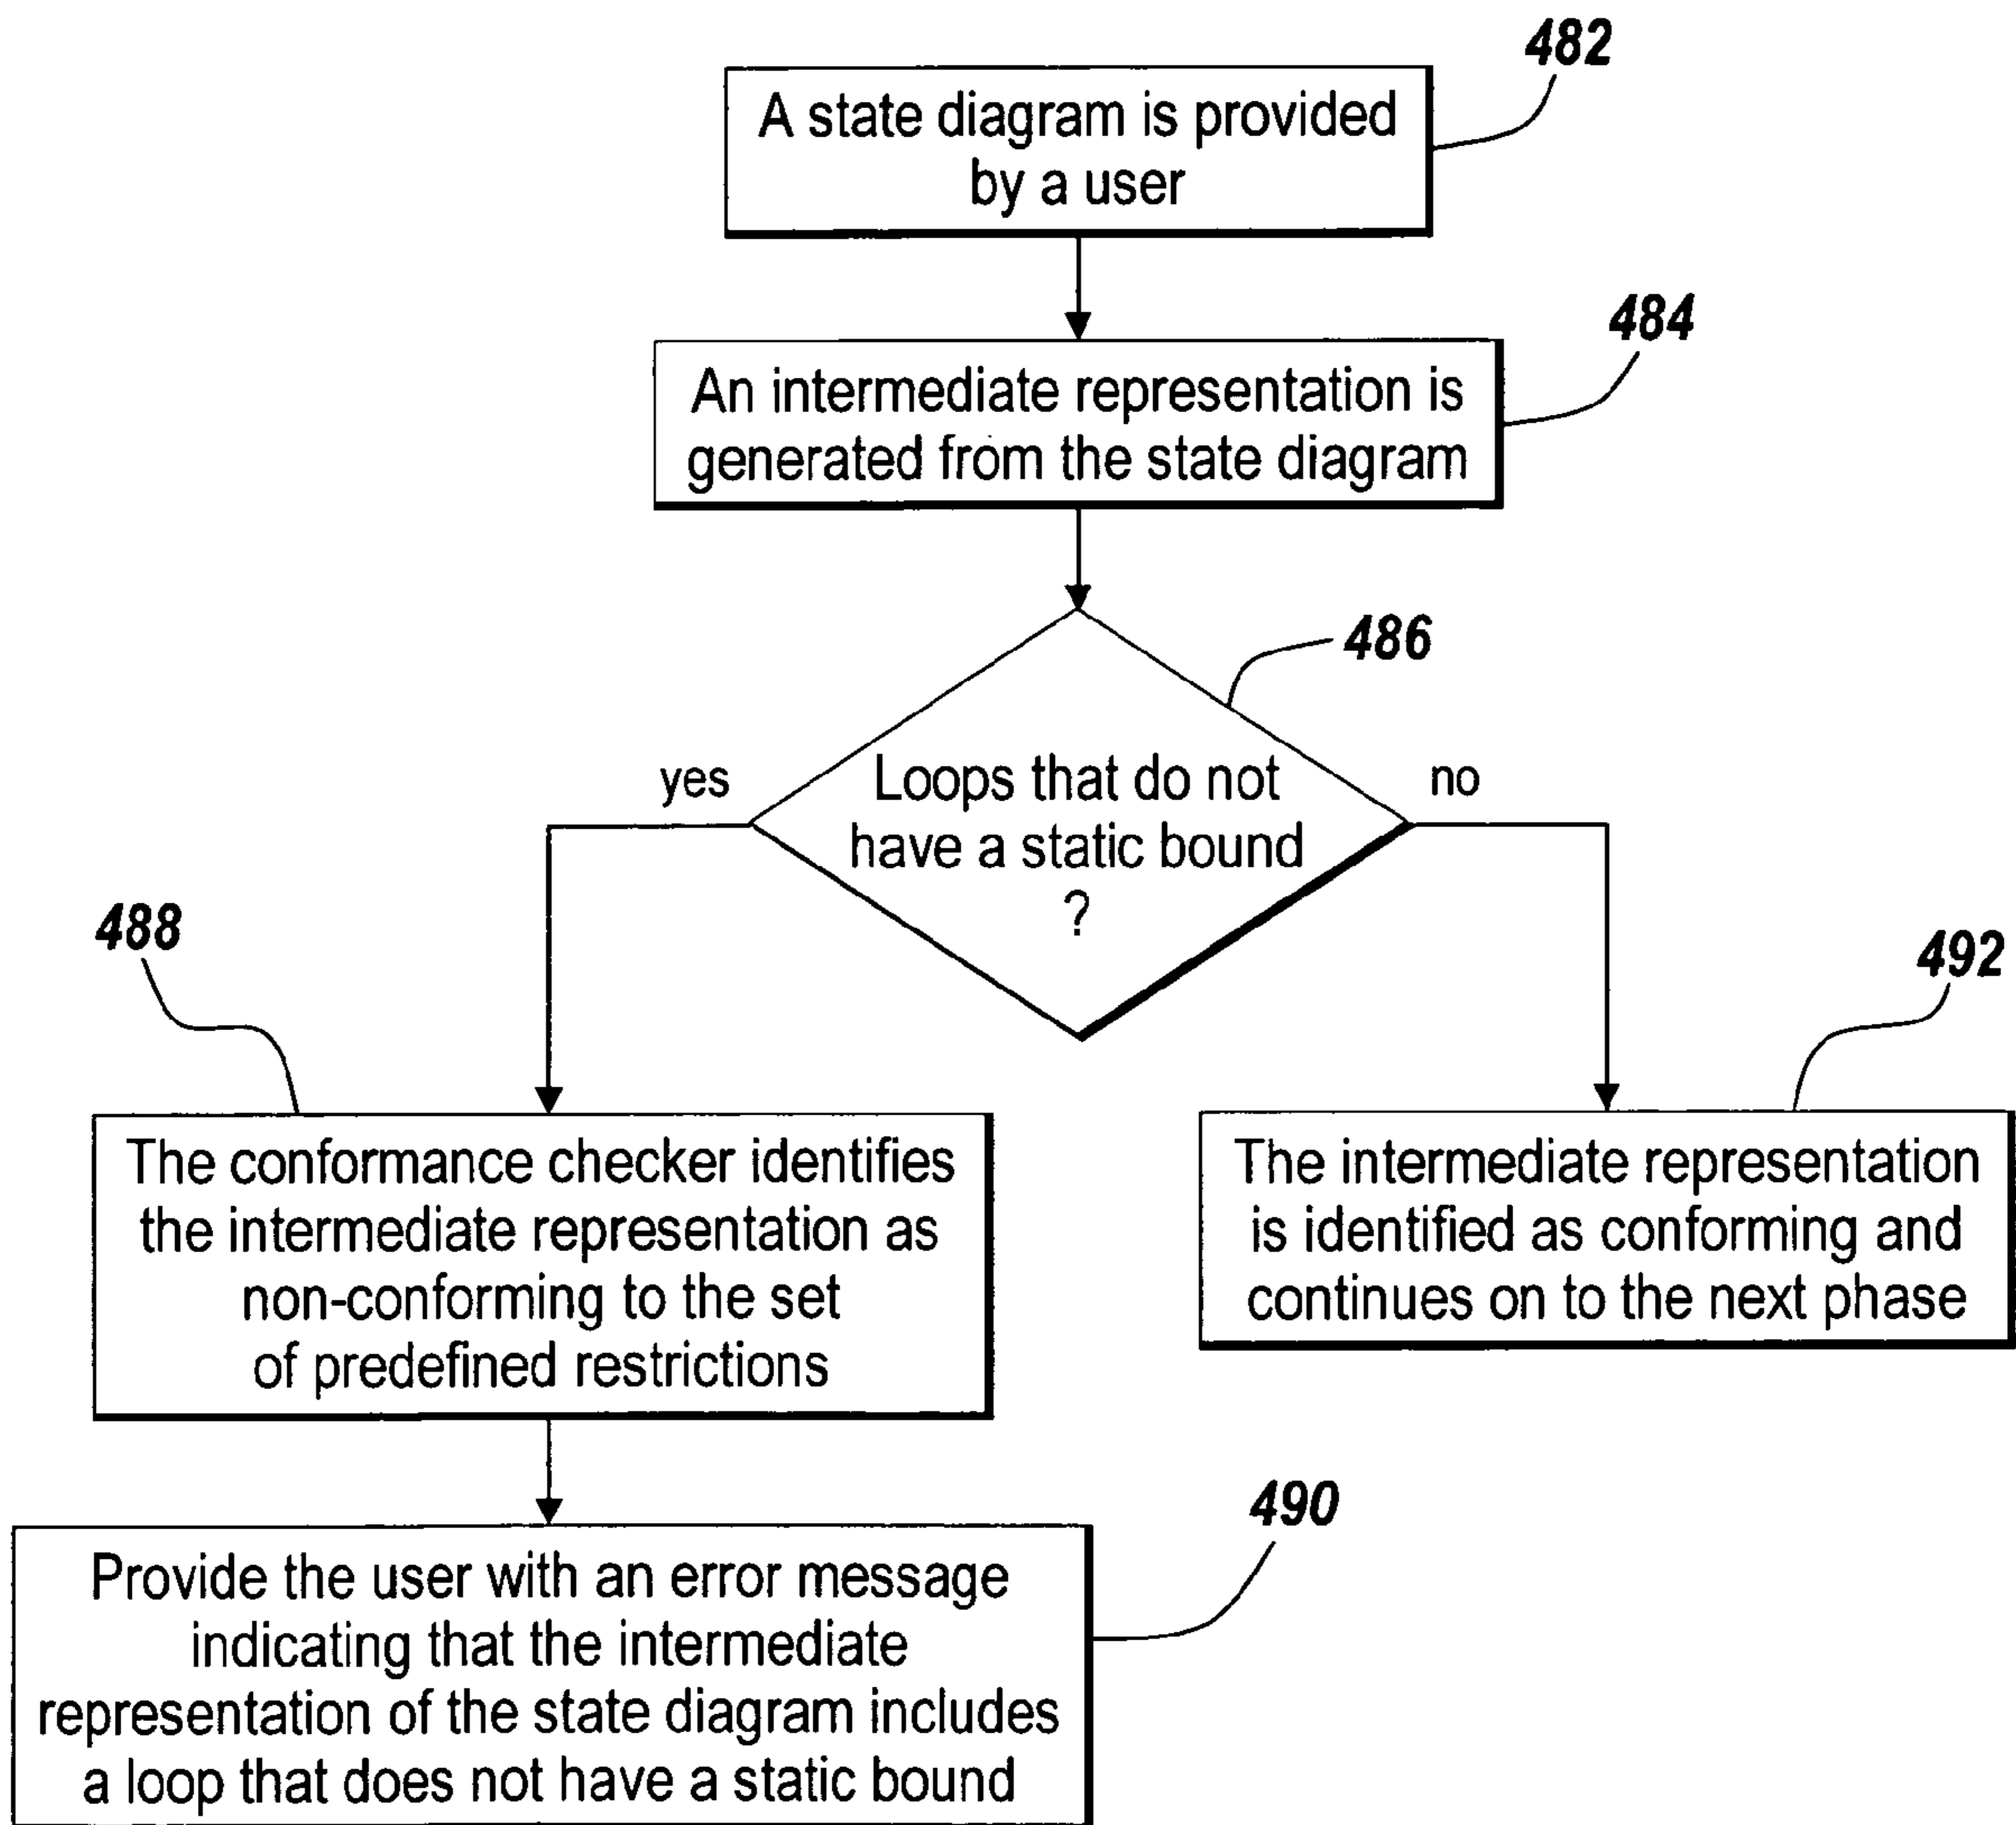 482
A state diagram is provided
by a user
484
An intermediate representation is
generated from the state diagram
486
yes
Loops that do not
have a static bound
?
no
488
The conformance checker identifies
the intermediate representation as
non-conforming to the set
of predefined restrictions
492
The intermediate representation
is identified as conforming and
continues on to the next phase
490
Provide the user with an error message
indicating that the intermediate
representation of the state diagram includes
a loop that does not have a static bound